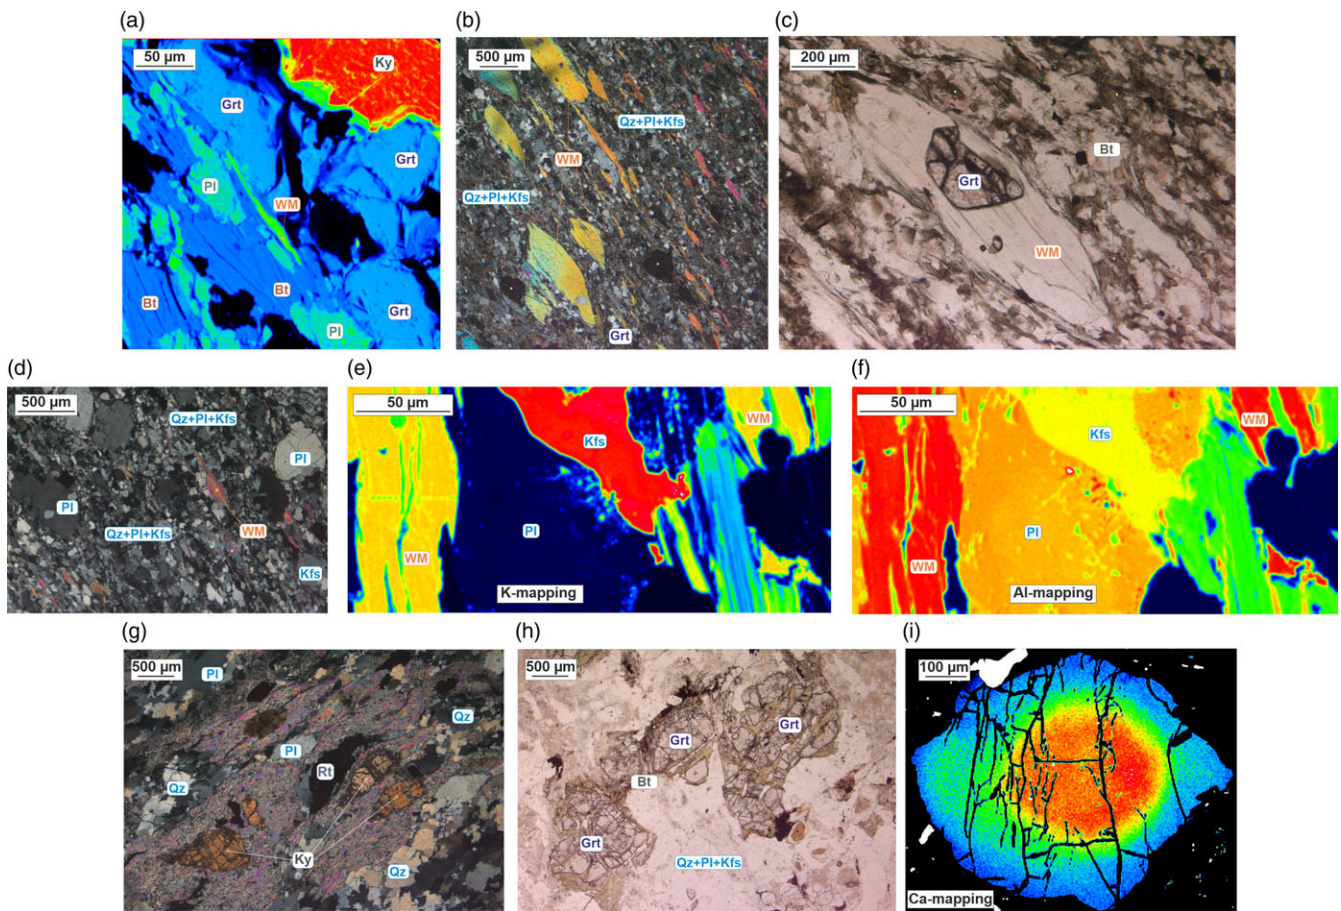 (a)
50 µm
Ky
Grt
Grt
Pl
WM
Bt
Bt
Grt
Pl
(b)
500 µm
Qz+Pl+Kfs
WM
Qz+Pl+Kfs
Grt
(c)
200 µm
Bt
Grt
WM
(d)
500 µm
Qz+Pl+Kfs
Pl
Pl
Qz+Pl+Kfs
WM
Kfs
(e)
50 µm
WM
Kfs
Pl
WM
K-mapping
(f)
50 µm
WM
Kfs
Pl
WM
Al-mapping
(g)
500 µm
Pl
Qz
Pl
Rt
Qz
Ky
Qz
(h)
500 µm
Grt
Grt
Bt
Grt
Qz+Pl+Kfs
(i)
100 µm
Ca-mapping